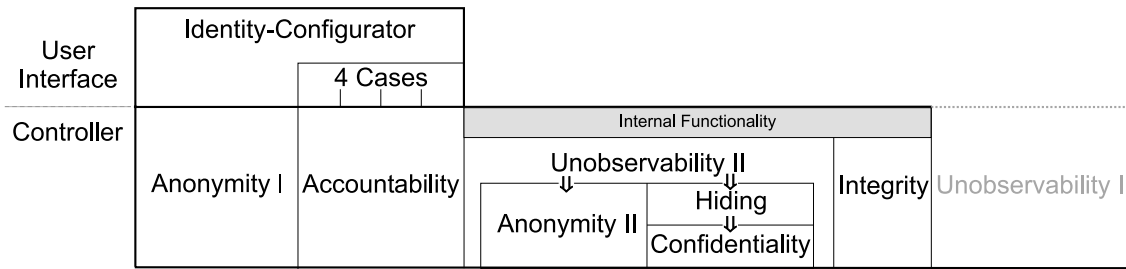 Identity-Configurator
User
Interface
4 Cases
Controller
Internal Functionality
Anonymity I
Accountability
Unobservability II
⇓
⇓
Integrity
Unobservability I
Anonymity II
Hiding
⇓
Confidentiality